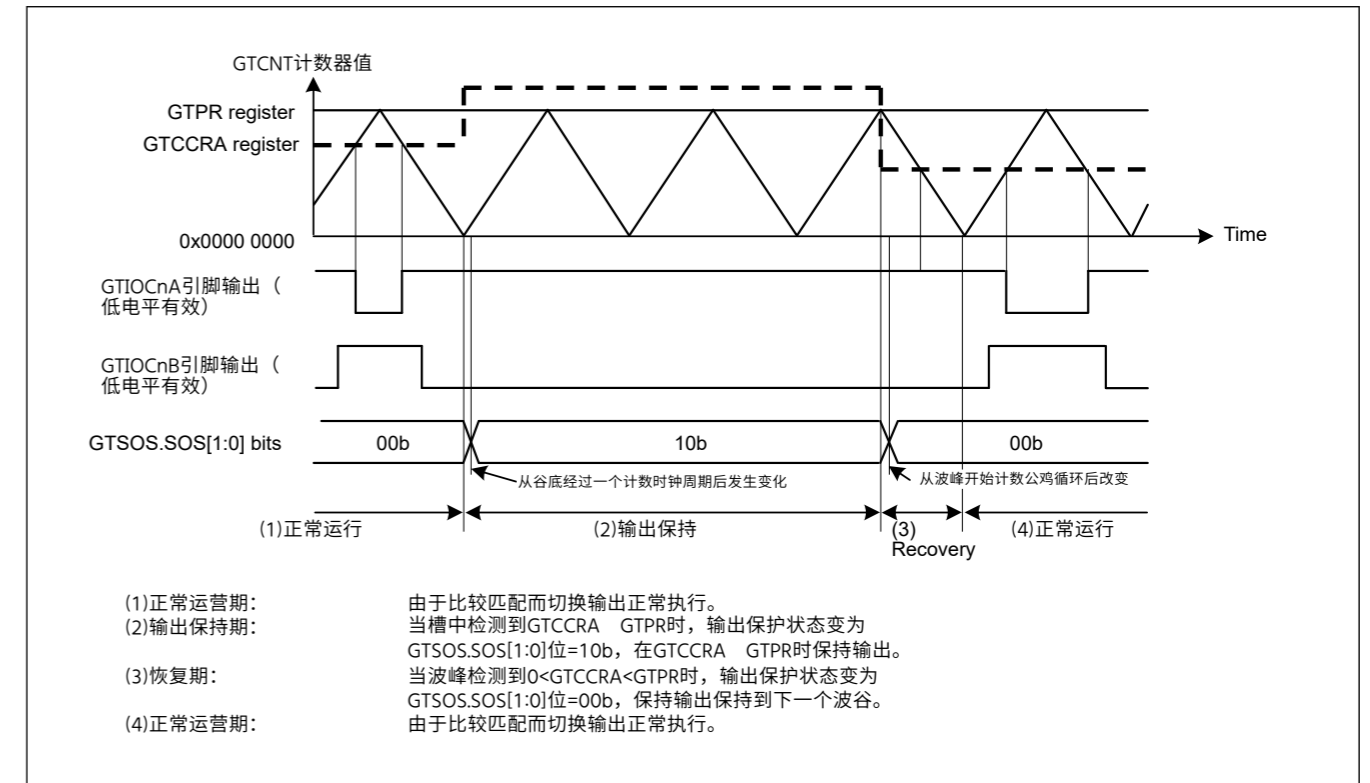 GTCNT计数器值
GTPR register
GTCCRA register
0x0000 0000
Time
GTIOCnA引脚输出（
低电平有效）
GTIOCnB引脚输出（
低电平有效）
GTSOS.SOS[1:0] bits
00b
10b
00b
从谷底经过一个计数时钟周期后发生变化
从波峰开始计数公鸡循环后改变
(1)正常运行
(2)输出保持
(3)
Recovery
(4)正常运行
(1)正常运营期： 由于比较匹配而切换输出正常执行。
(2)输出保持期： 当槽中检测到GTCCRA GTPR时，输出保护状态变为
GTSOS.SOS[1:0]位=10b，在GTCCRA GTPR时保持输出。
(3)恢复期： 当波峰检测到0<GTCCRA<GTPR时，输出保护状态变为
GTSOS.SOS[1:0]位=00b，保持输出保持到下一个波谷。
(4)正常运营期： 由于比较匹配而切换输出正常执行。